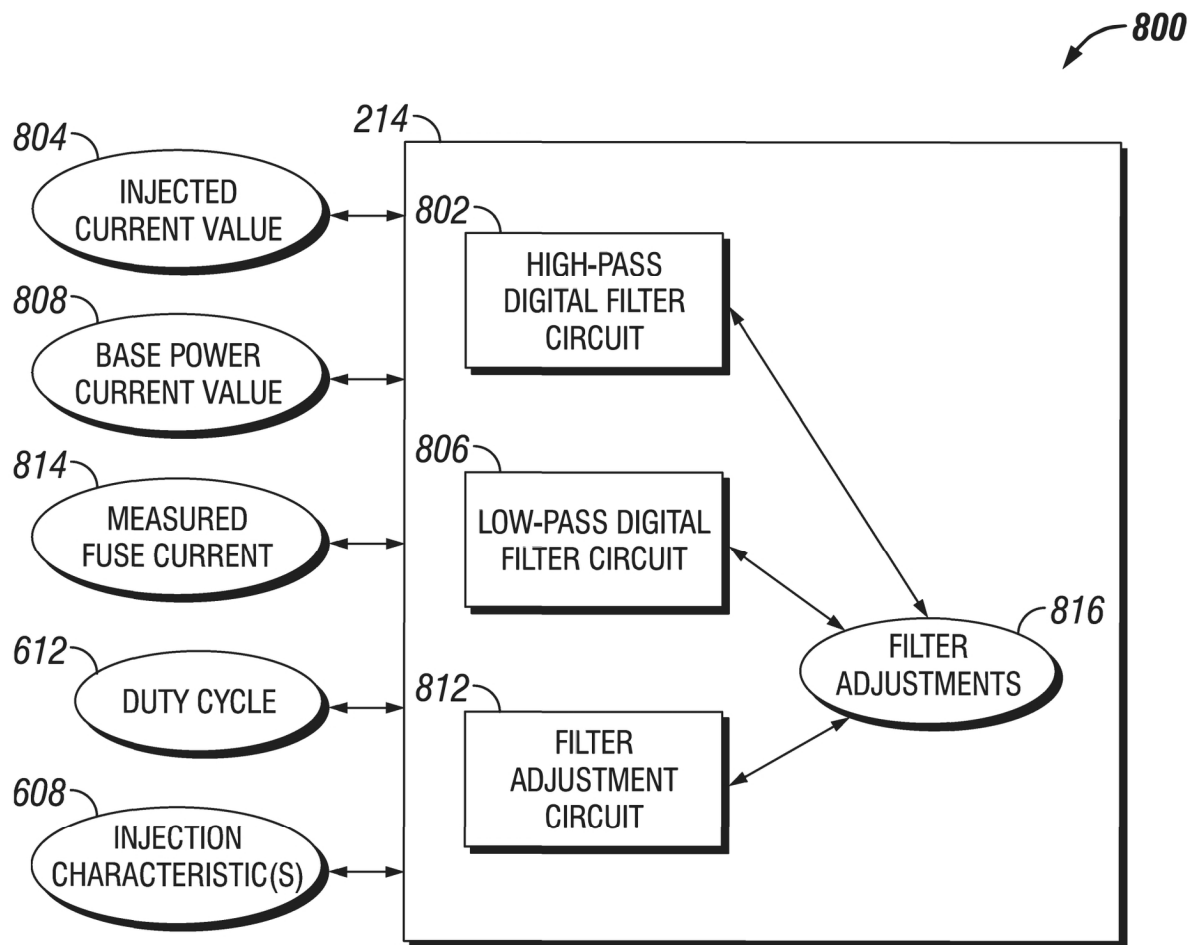 800
214
804
INJECTED
CURRENT VALUE
802
HIGH-PASS
DIGITAL FILTER
CIRCUIT
808
BASE POWER
CURRENT VALUE
814
MEASURED
FUSE CURRENT
806
LOW-PASS DIGITAL
FILTER CIRCUIT
816
FILTER
ADJUSTMENTS
612
DUTY CYCLE
812
FILTER
ADJUSTMENT
CIRCUIT
608
INJECTION
CHARACTERISTIC(S)